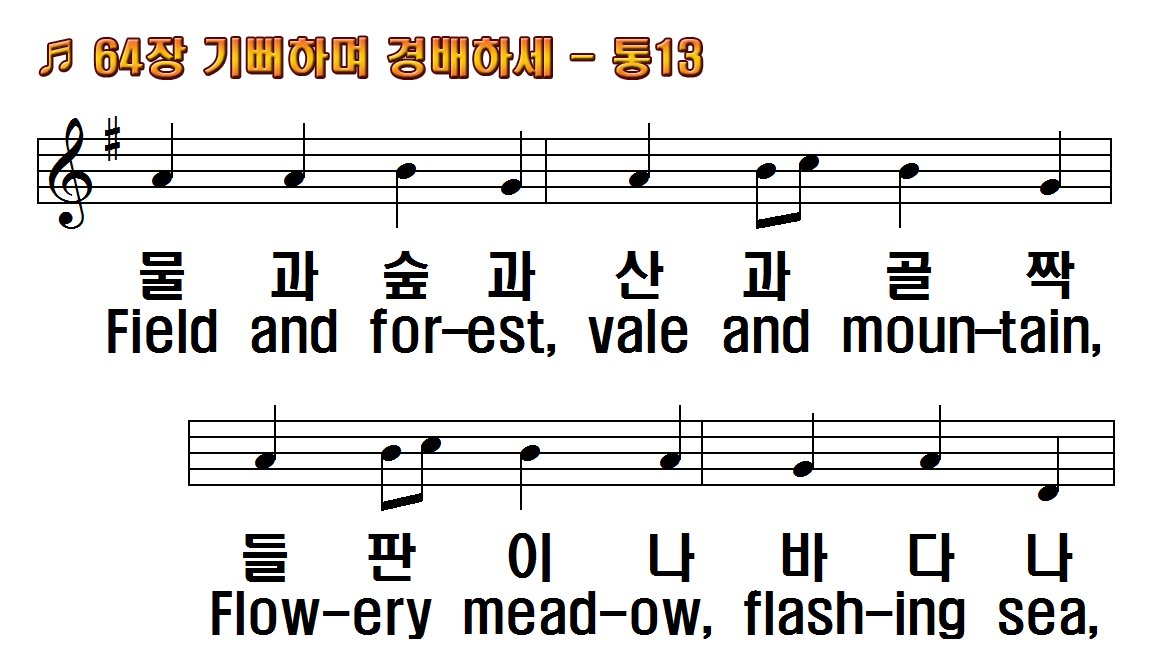 ♬ 64장 기뻐하며 경배하세 - 통13
물 과 숲 과 산 과 골 짝
Field and for-est, vale and moun-tain,
들 판 이 나 바 다 나
Flow-ery mead-ow, flash-ing sea,